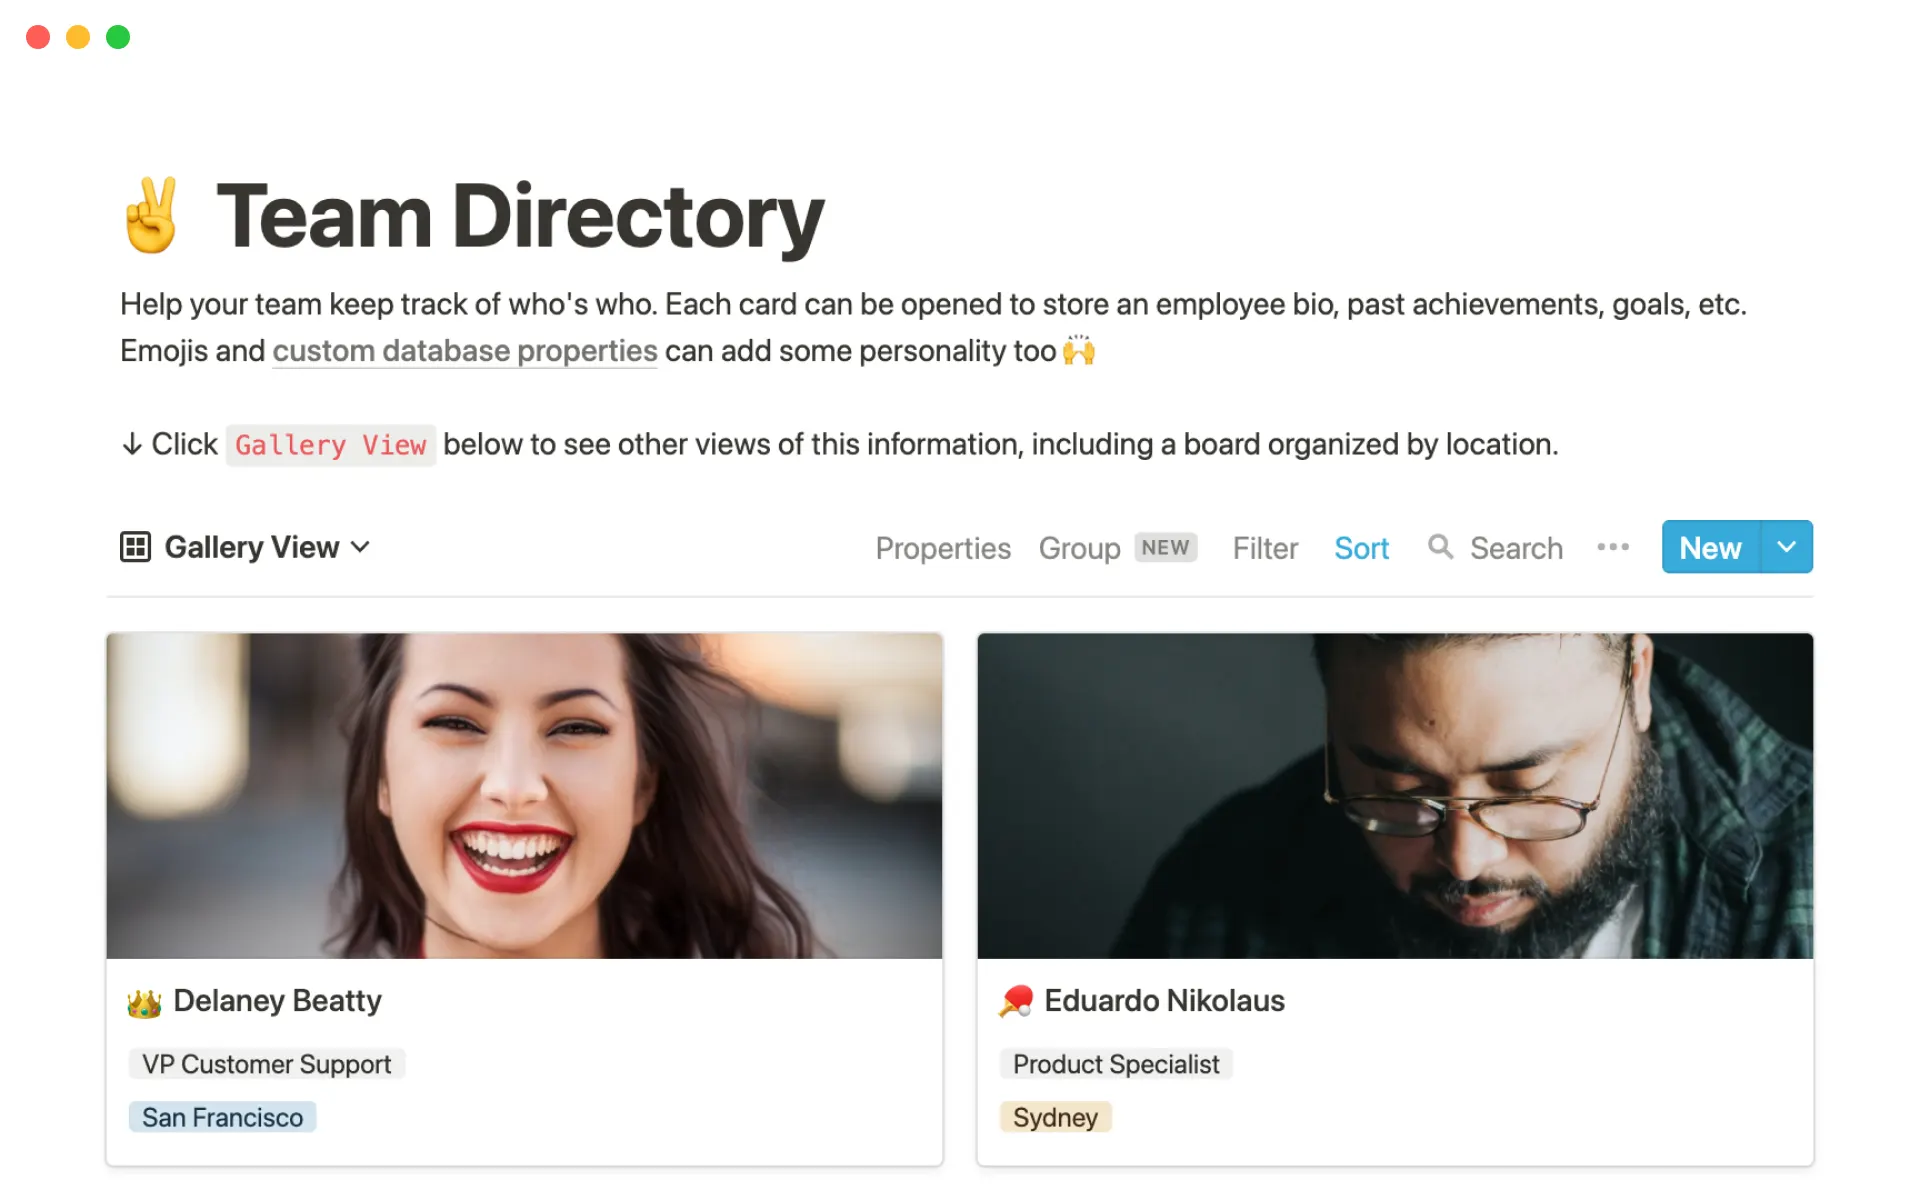 ✌️ Team Directory
Help your team keep track of who's who. Each card can be opened to store an employee bio, past achievements, goals, etc.
Emojis and custom database properties can add some personality too 🙌
↓ Click Gallery View below to see other views of this information, including a board organized by location.
Gallery View Properties Group NEW Filter Sort Search ••• New
👑 Delaney Beatty
VP Customer Support
San Francisco
🏓 Eduardo Nikolaus
Product Specialist
Sydney